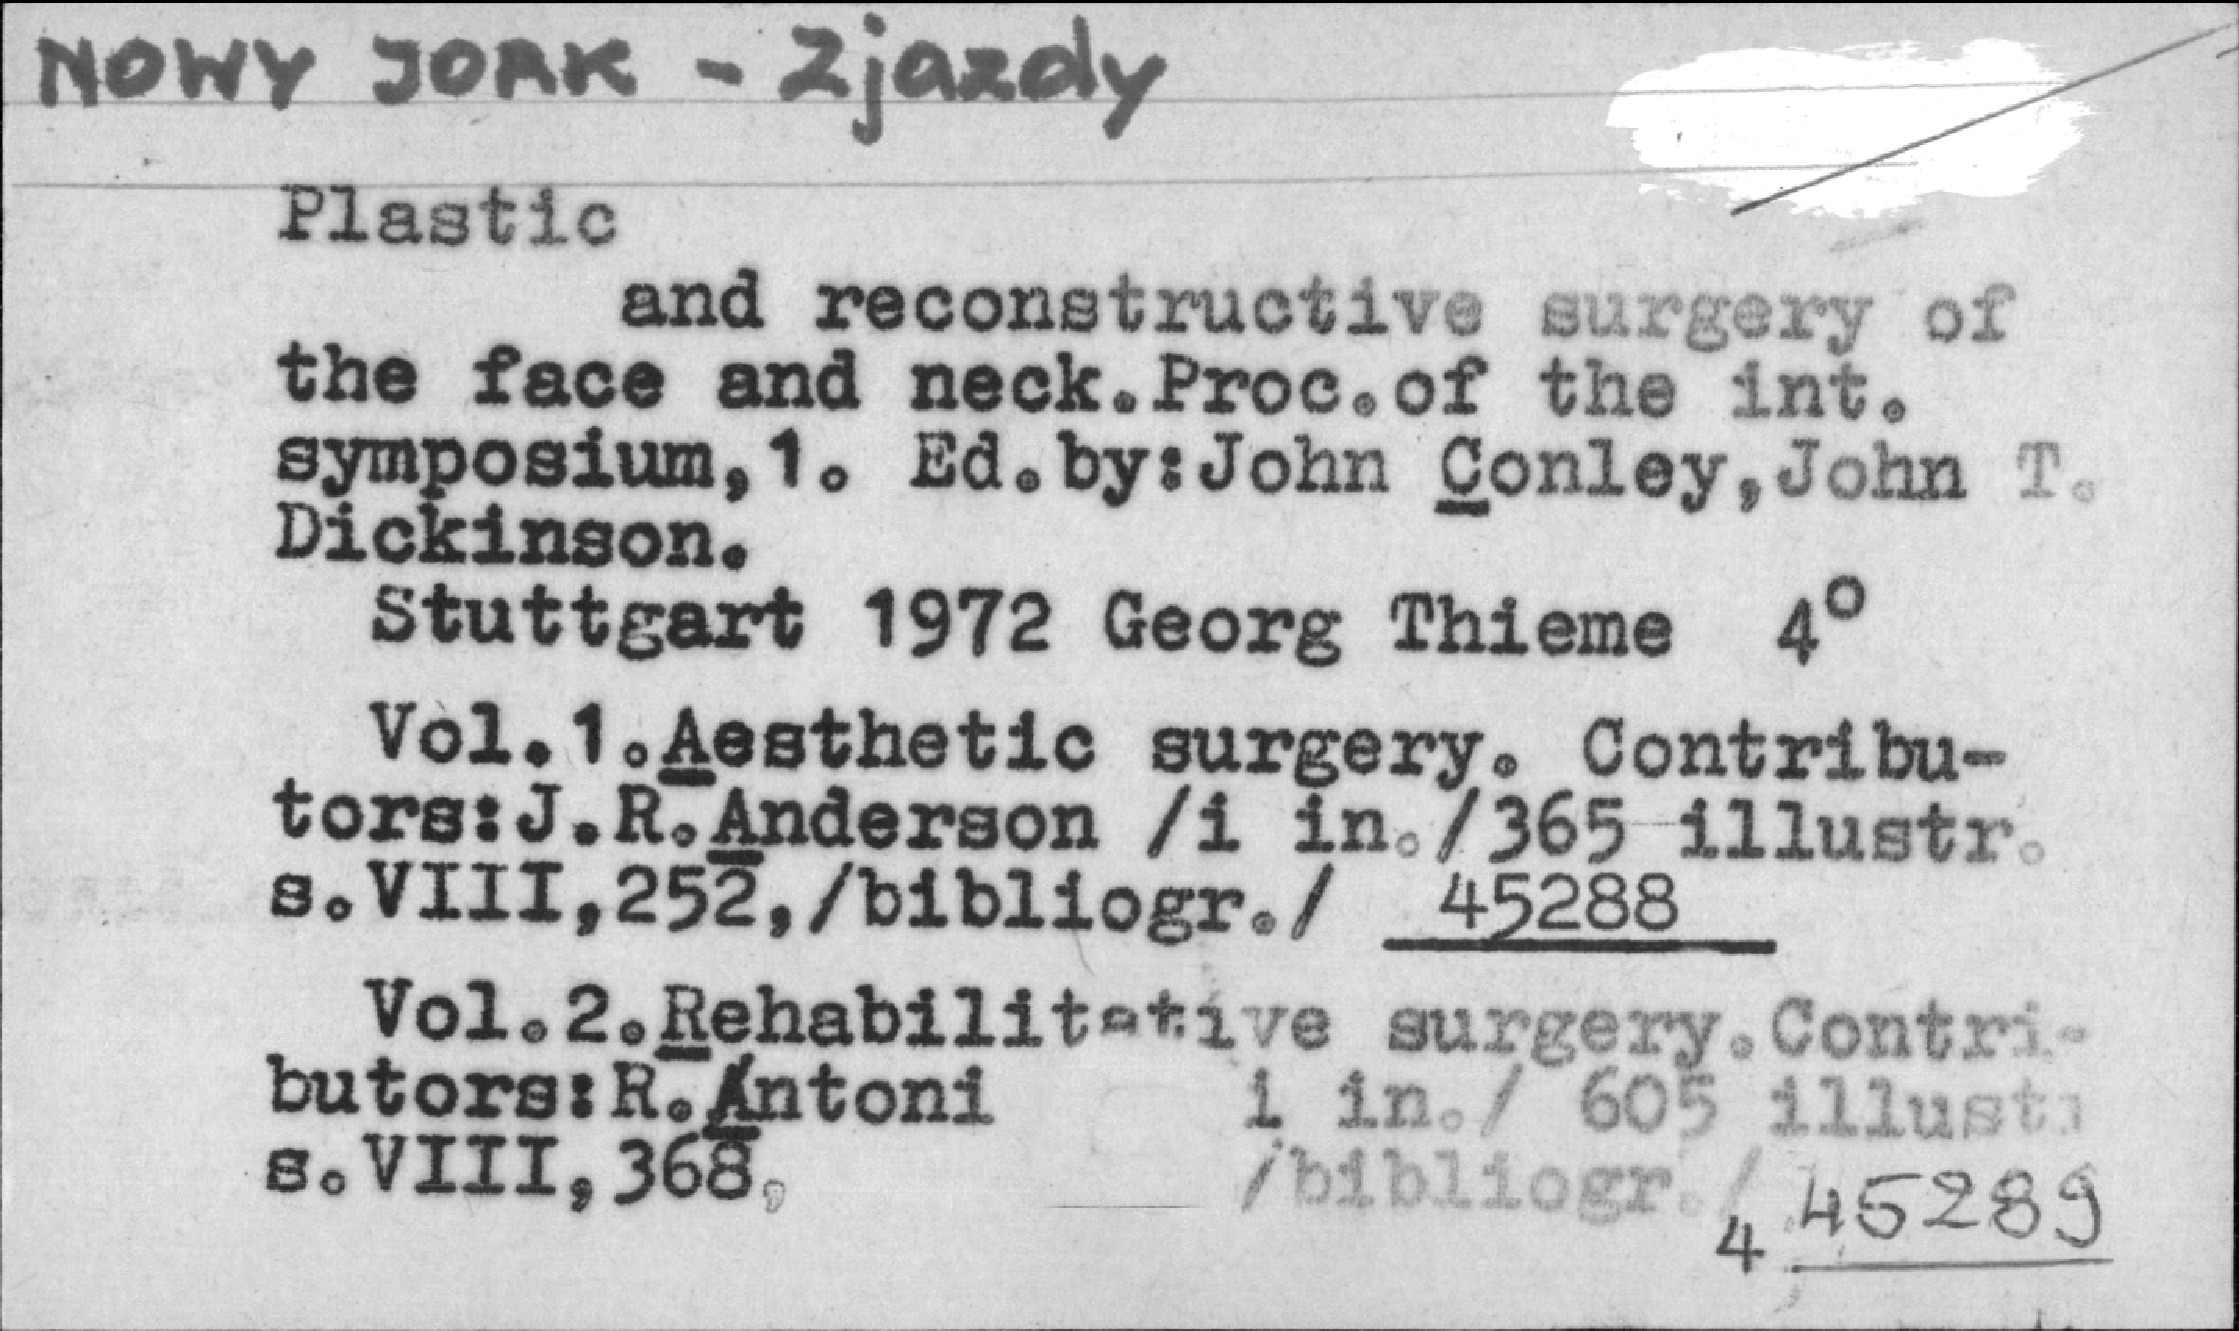 NOWY JORK - Zjazdy
Plastic
and reconstructive surgery of
the face and neck.Proc.of the int.
symposium,1. Ed.by:John Conley,John T.
Dickinson.
Stuttgart 1972 Georg Thieme 4°
Vol.1.Aesthetic surgery. Contribu-
tors:J.R.Anderson /i in./365 illustr.
s.VIII,252,/bibliogr./ 45288
Vol.2.Rehabilitative surgery.Contri-
butors:R.Antoni i in./ 605 illustr
s.VIII,368, /bibliogr./ 45289
4